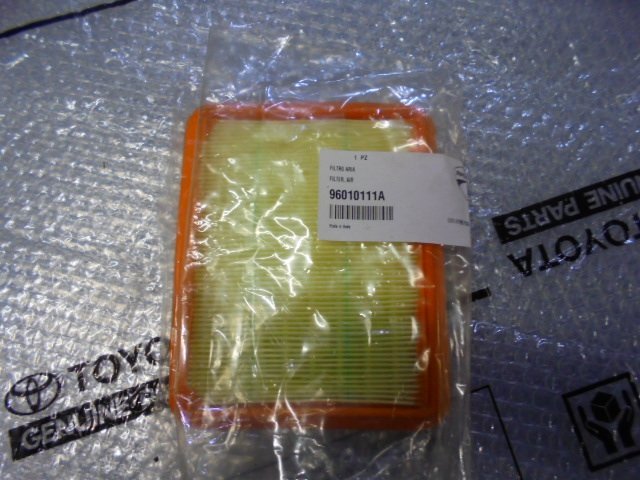 1 PZ
FILTRO ARIA
FILTER, AIR
96010111A
Made in Italy
GENUINE PARTS
TOYOTA
TOYO
GENUINE